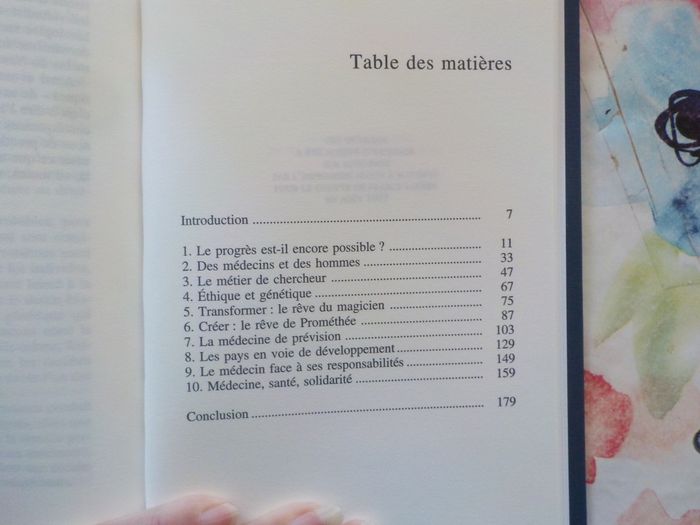 Table des matières
Introduction ........................................ 7
1. Le progrès est-il encore possible ? .................... 11
2. Des médecins et des hommes ......................... 33
3. Le métier de chercheur ............................. 47
4. Éthique et génétique ............................... 67
5. Transformer : le rêve du magicien .................... 75
6. Créer : le rêve de Prométhée ........................ 87
7. La médecine de prévision ........................... 103
8. Les pays en voie de développement .................. 129
9. Le médecin face à ses responsabilités ................. 149
10. Médecine, santé, solidarité .......................... 159
Conclusion ......................................... 179